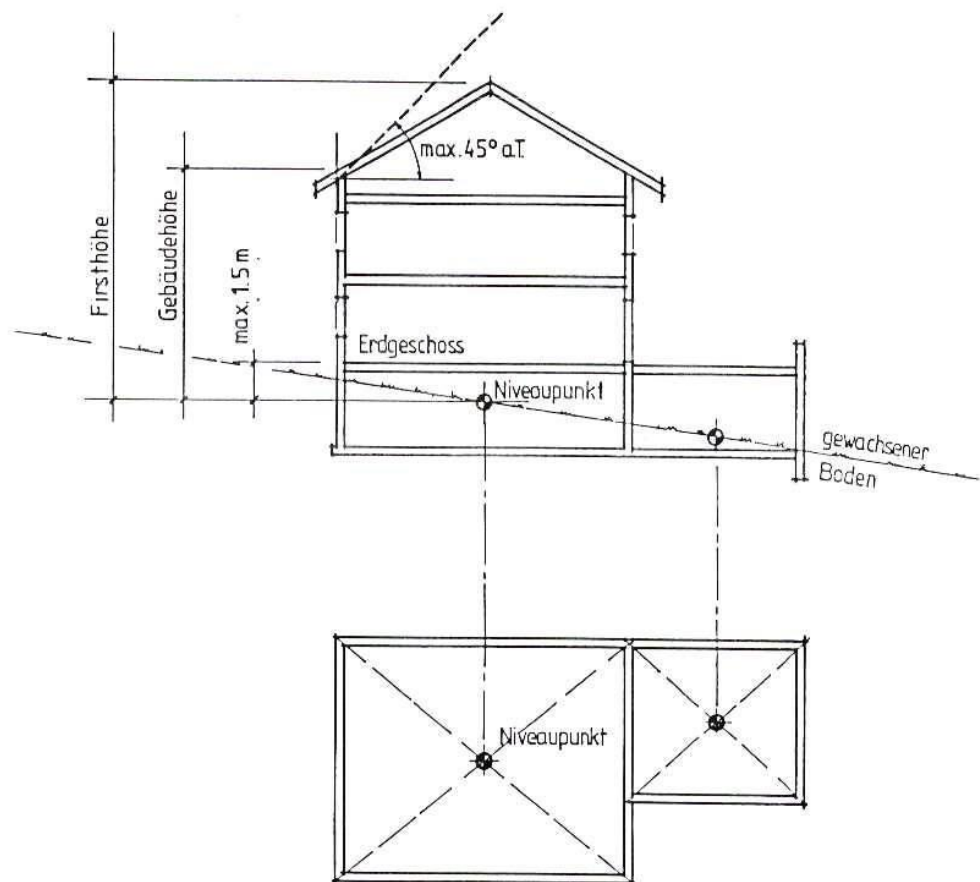 max. 45° a.T.
Firsthöhe
Gebäudehöhe
max. 1.5 m
Erdgeschoss
Niveaupunkt
gewachsener
Boden
Niveaupunkt